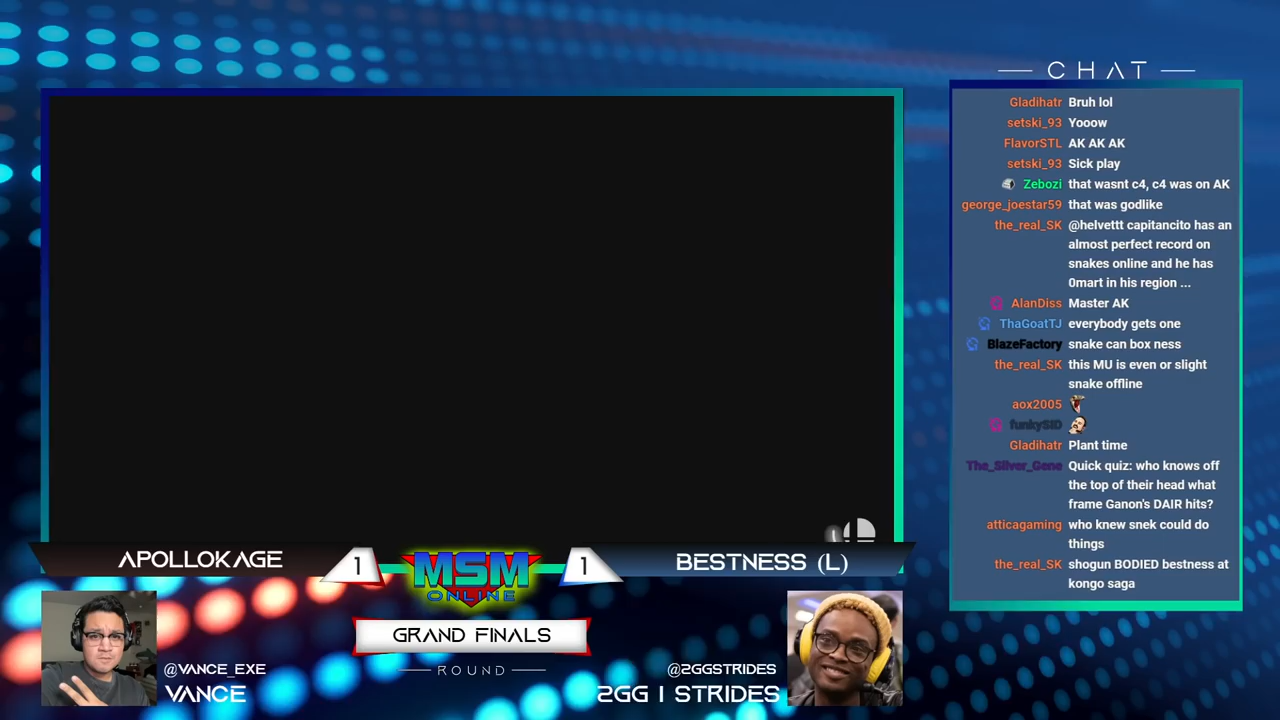 CHAT
Gladihatr Bruh lol
setski_93 Yooow
FlavorSTL AK AK AK
setski_93 Sick play
Zebozi that wasnt c4, c4 was on AK
george_joestar59 that was godlike
the_real_SK @helvettt capitancito has an
almost perfect record on
snakes online and he has
0mart in his region ...
AlanDiss Master AK
ThaGoatTJ everybody gets one
BlazeFactory snake can box ness
the_real_SK this MU is even or slight
snake offline
aox2005
funkySID
Gladihatr Plant time
The_Silver_Gene Quick quiz: who knows off
the top of their head what
frame Ganon's DAIR hits?
atticagaming who knew snek could do
things
the_real_SK shogun BODIED bestness at
kongo saga
APOLLOKAGE 1
MSM
ONLINE
1 BESTNESS (L)
GRAND FINALS
ROUND
@VANCE_EXE
VANCE
@2GGSTRIDES
2GG | STRIDES